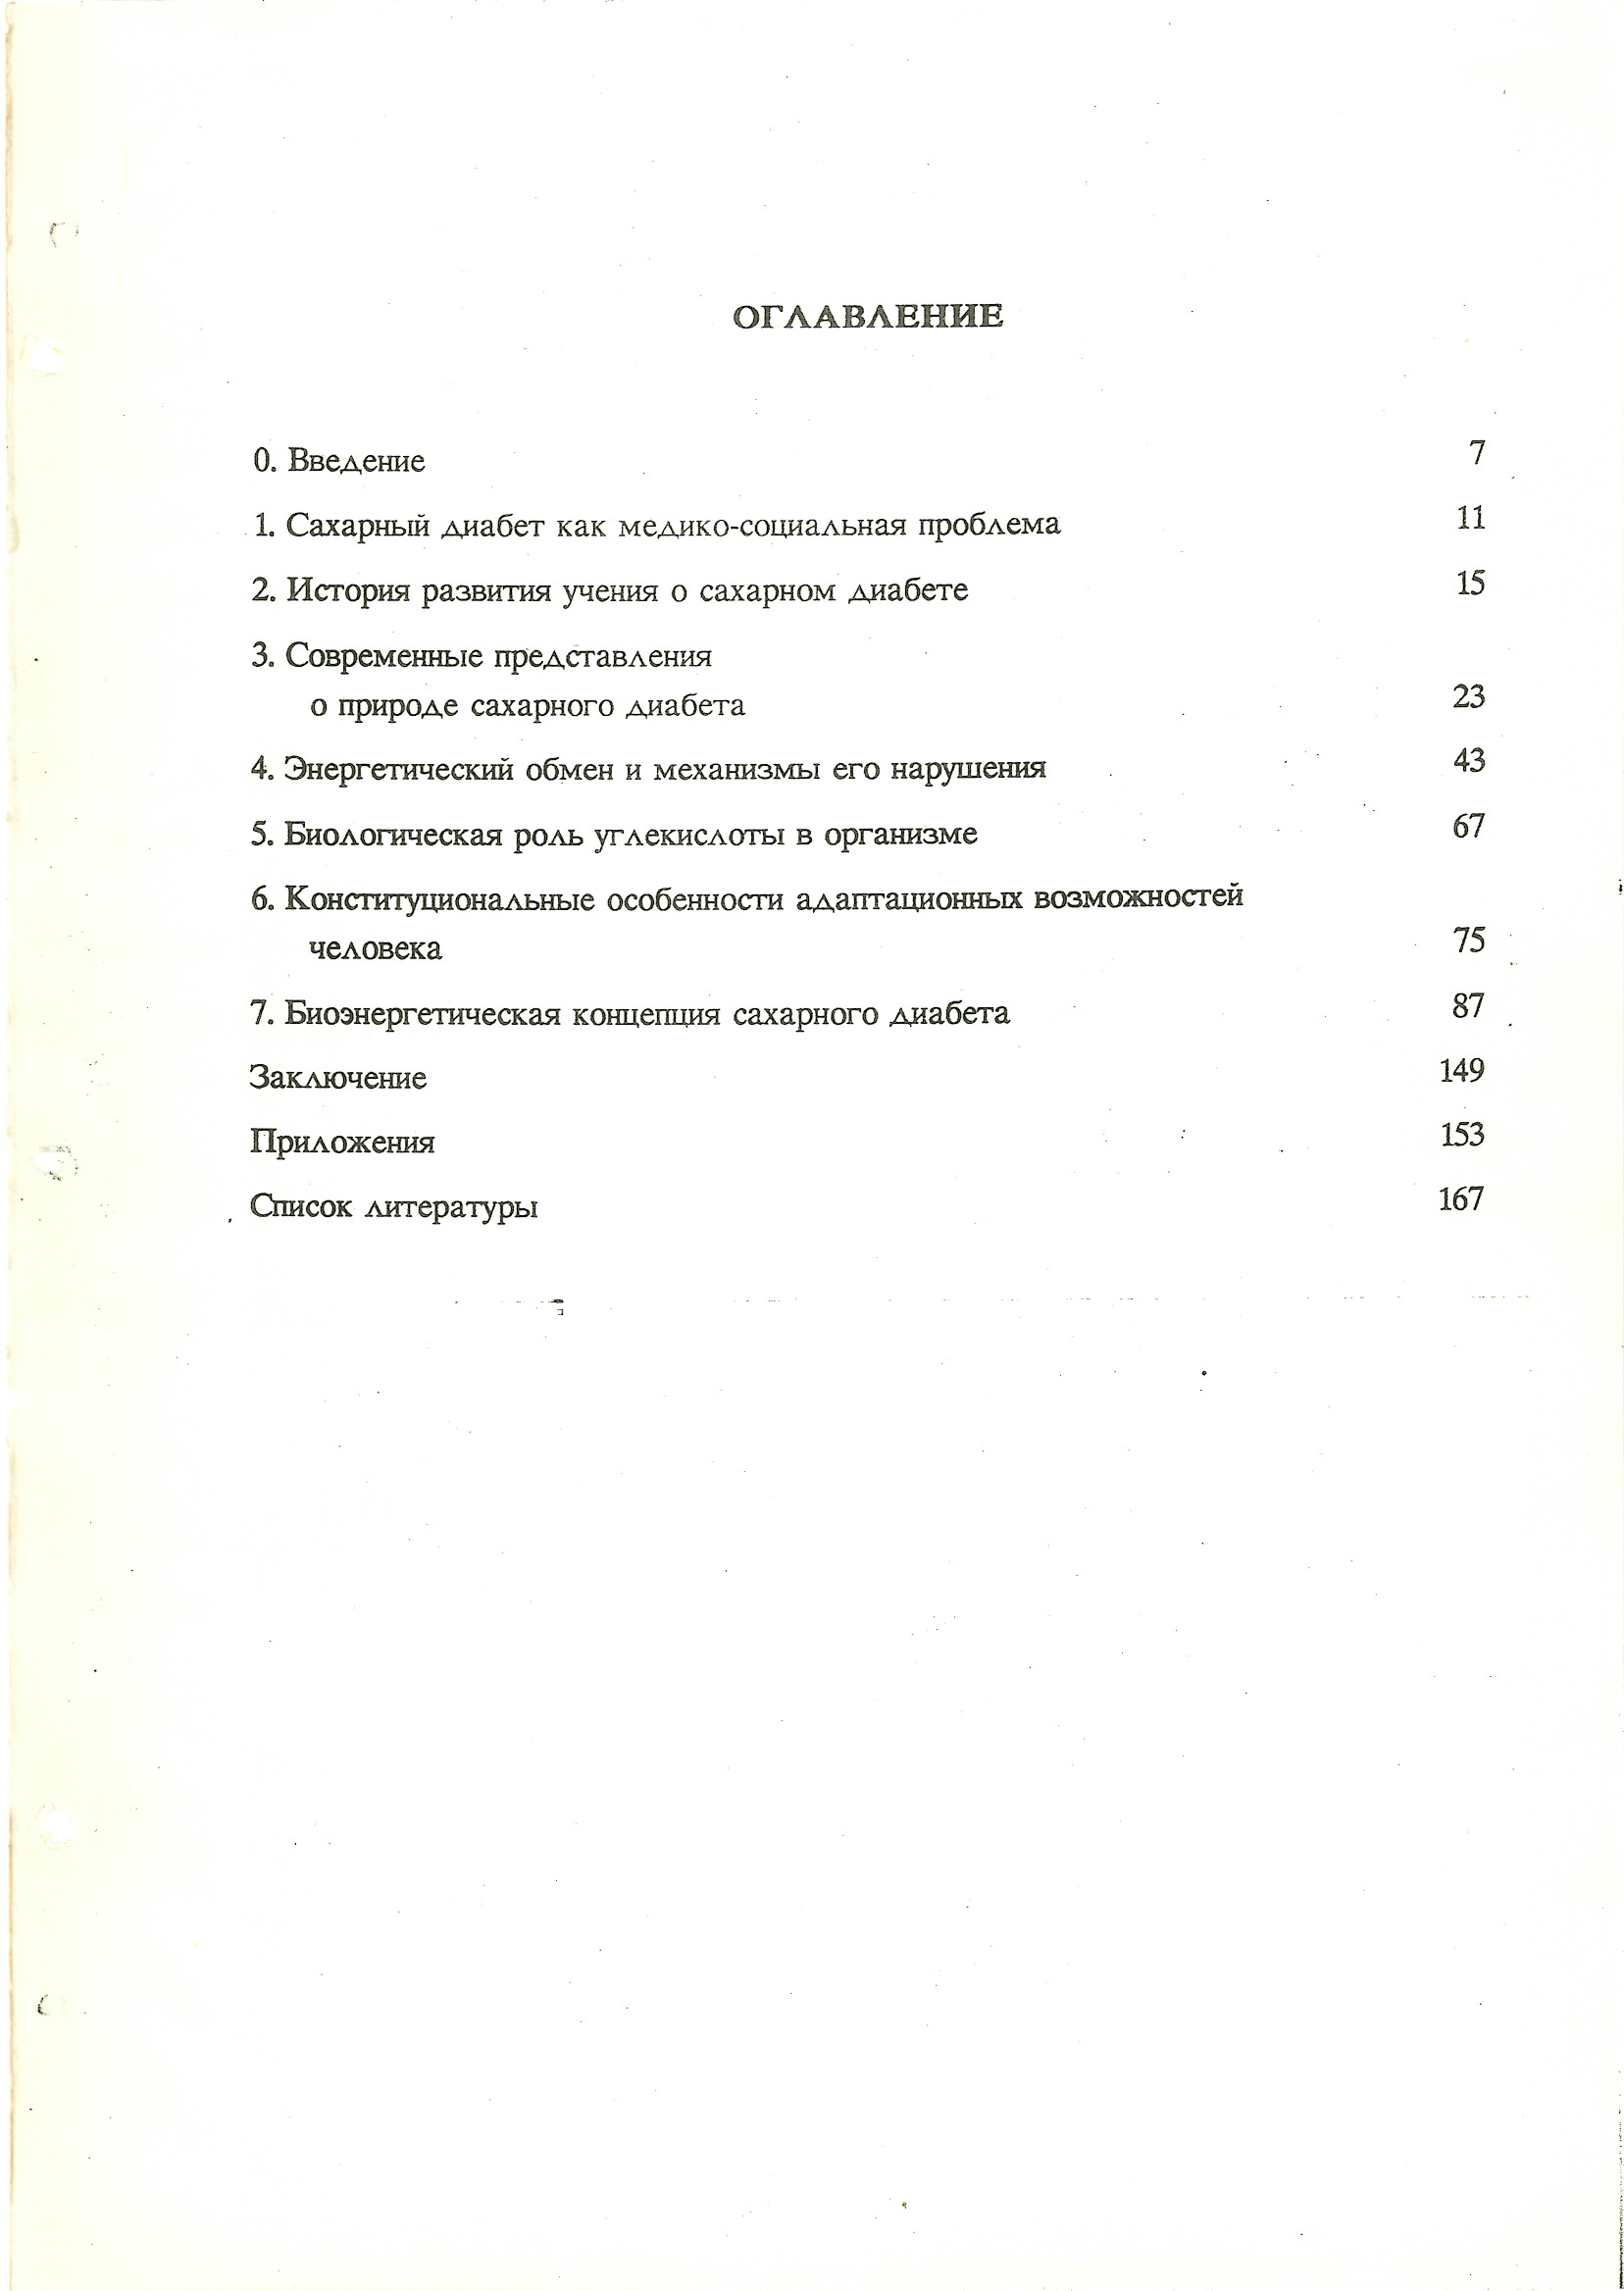 ОГЛАВЛЕНИЕ
0. Введение 7
1. Сахарный диабет как медико-социальная проблема 11
2. История развития учения о сахарном диабете 15
3. Современные представления
о природе сахарного диабета 23
4. Энергетический обмен и механизмы его нарушения 43
5. Биологическая роль углекислоты в организме 67
6. Конституциональные особенности адаптационных возможностей
человека 75
7. Биоэнергетическая концепция сахарного диабета 87
Заключение 149
Приложения 153
Список литературы 167